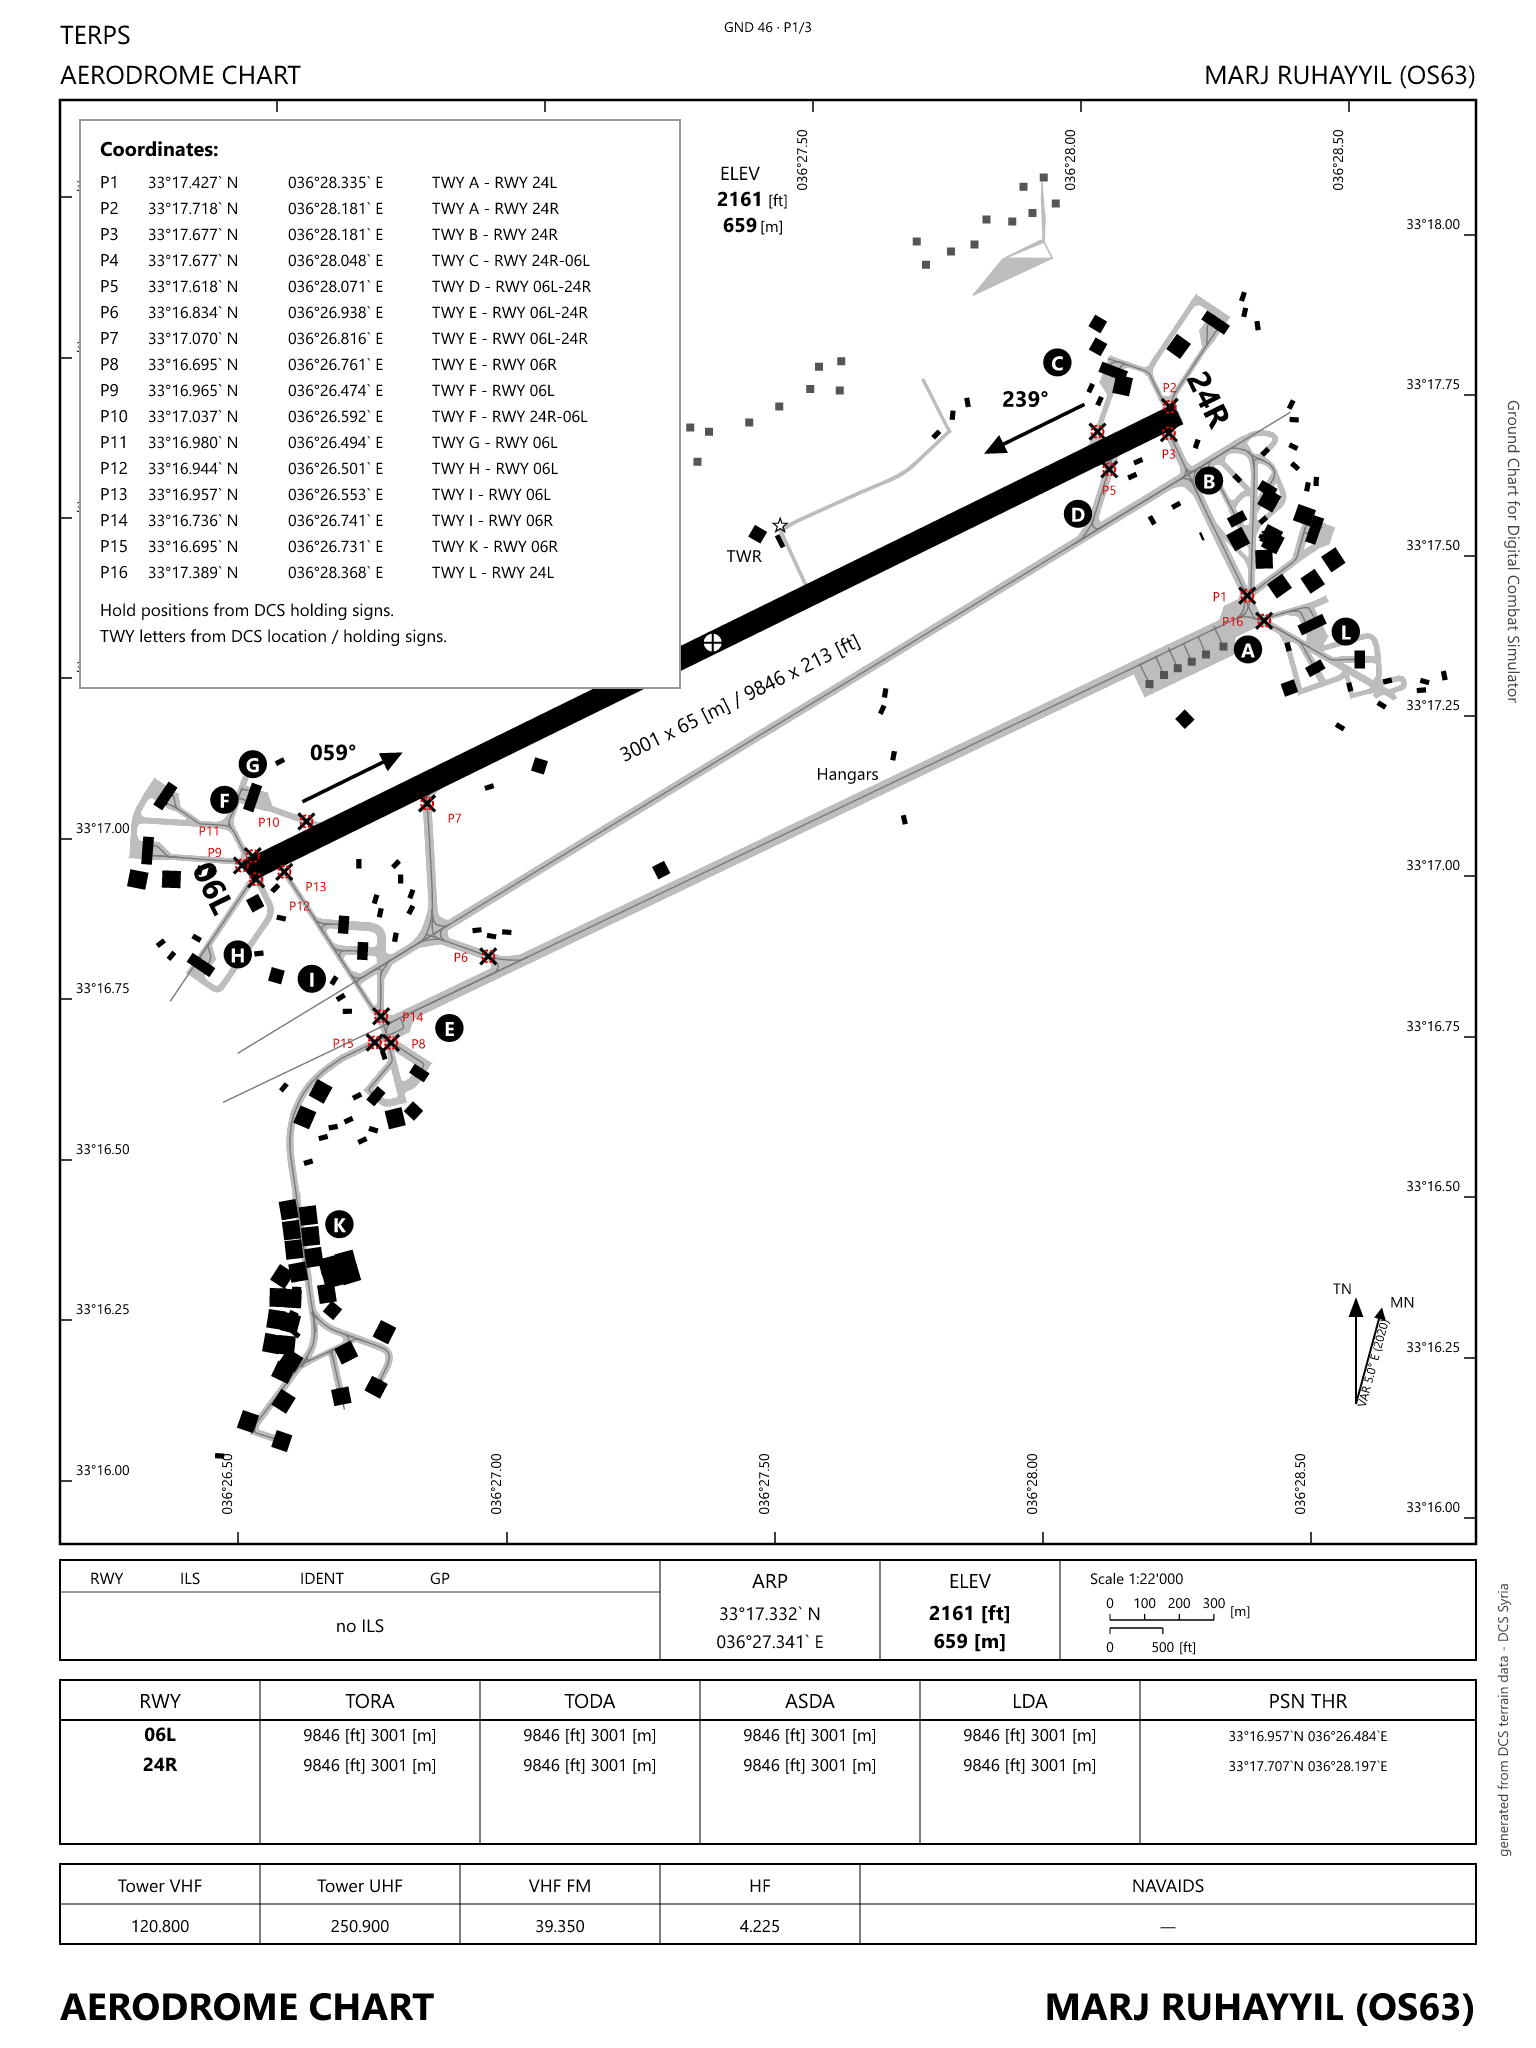 GND 46 · P1/3
TERPS
AERODROME CHART
MARJ RUHAYYIL (OS63)
Coordinates:
P1 33°17.427` N 036°28.335` E TWY A - RWY 24L
P2 33°17.718` N 036°28.181` E TWY A - RWY 24R
P3 33°17.677` N 036°28.181` E TWY B - RWY 24R
P4 33°17.677` N 036°28.048` E TWY C - RWY 24R-06L
P5 33°17.618` N 036°28.071` E TWY D - RWY 06L-24R
P6 33°16.834` N 036°26.938` E TWY E - RWY 06L-24R
P7 33°17.070` N 036°26.816` E TWY E - RWY 06L-24R
P8 33°16.695` N 036°26.761` E TWY E - RWY 06R
P9 33°16.965` N 036°26.474` E TWY F - RWY 06L
P10 33°17.037` N 036°26.592` E TWY F - RWY 24R-06L
P11 33°16.980` N 036°26.494` E TWY G - RWY 06L
P12 33°16.944` N 036°26.501` E TWY H - RWY 06L
P13 33°16.957` N 036°26.553` E TWY I - RWY 06L
P14 33°16.736` N 036°26.741` E TWY I - RWY 06R
P15 33°16.695` N 036°26.731` E TWY K - RWY 06R
P16 33°17.389` N 036°28.368` E TWY L - RWY 24L
Hold positions from DCS holding signs.
TWY letters from DCS location / holding signs.
ELEV
2161 [ft]
659 [m]
036°27.50
036°28.00
036°28.50
33°18.00
33°17.75
33°17.50
33°17.25
33°17.00
33°16.75
33°16.50
33°16.25
33°16.00
C
239°
P2
24R
P3
B
P5
D
TWR
P1
P16
L
A
3001 x 65 [m] / 9846 x 213 [ft]
Hangars
059°
G
F
P10
P11
P7
33°17.00
P9
06L
P13
P12
H
P6
I
33°16.75
P14
E
P15
P8
33°16.50
K
33°16.25
33°16.00
TN
MN
VAR 5.0° E (2020)
036°26.50
036°27.00
036°27.50
036°28.00
036°28.50
Ground Chart for Digital Combat Simulator
RWY ILS IDENT GP
no ILS
ARP
33°17.332` N
036°27.341` E
ELEV
2161 [ft]
659 [m]
Scale 1:22'000
0 100 200 300 [m]
0 500 [ft]
RWY TORA TODA ASDA LDA PSN THR
06L 9846 [ft] 3001 [m] 9846 [ft] 3001 [m] 9846 [ft] 3001 [m] 9846 [ft] 3001 [m] 33°16.957`N 036°26.484`E
24R 9846 [ft] 3001 [m] 9846 [ft] 3001 [m] 9846 [ft] 3001 [m] 9846 [ft] 3001 [m] 33°17.707`N 036°28.197`E
generated from DCS terrain data - DCS Syria
Tower VHF Tower UHF VHF FM HF NAVAIDS
120.800 250.900 39.350 4.225 —
AERODROME CHART
MARJ RUHAYYIL (OS63)